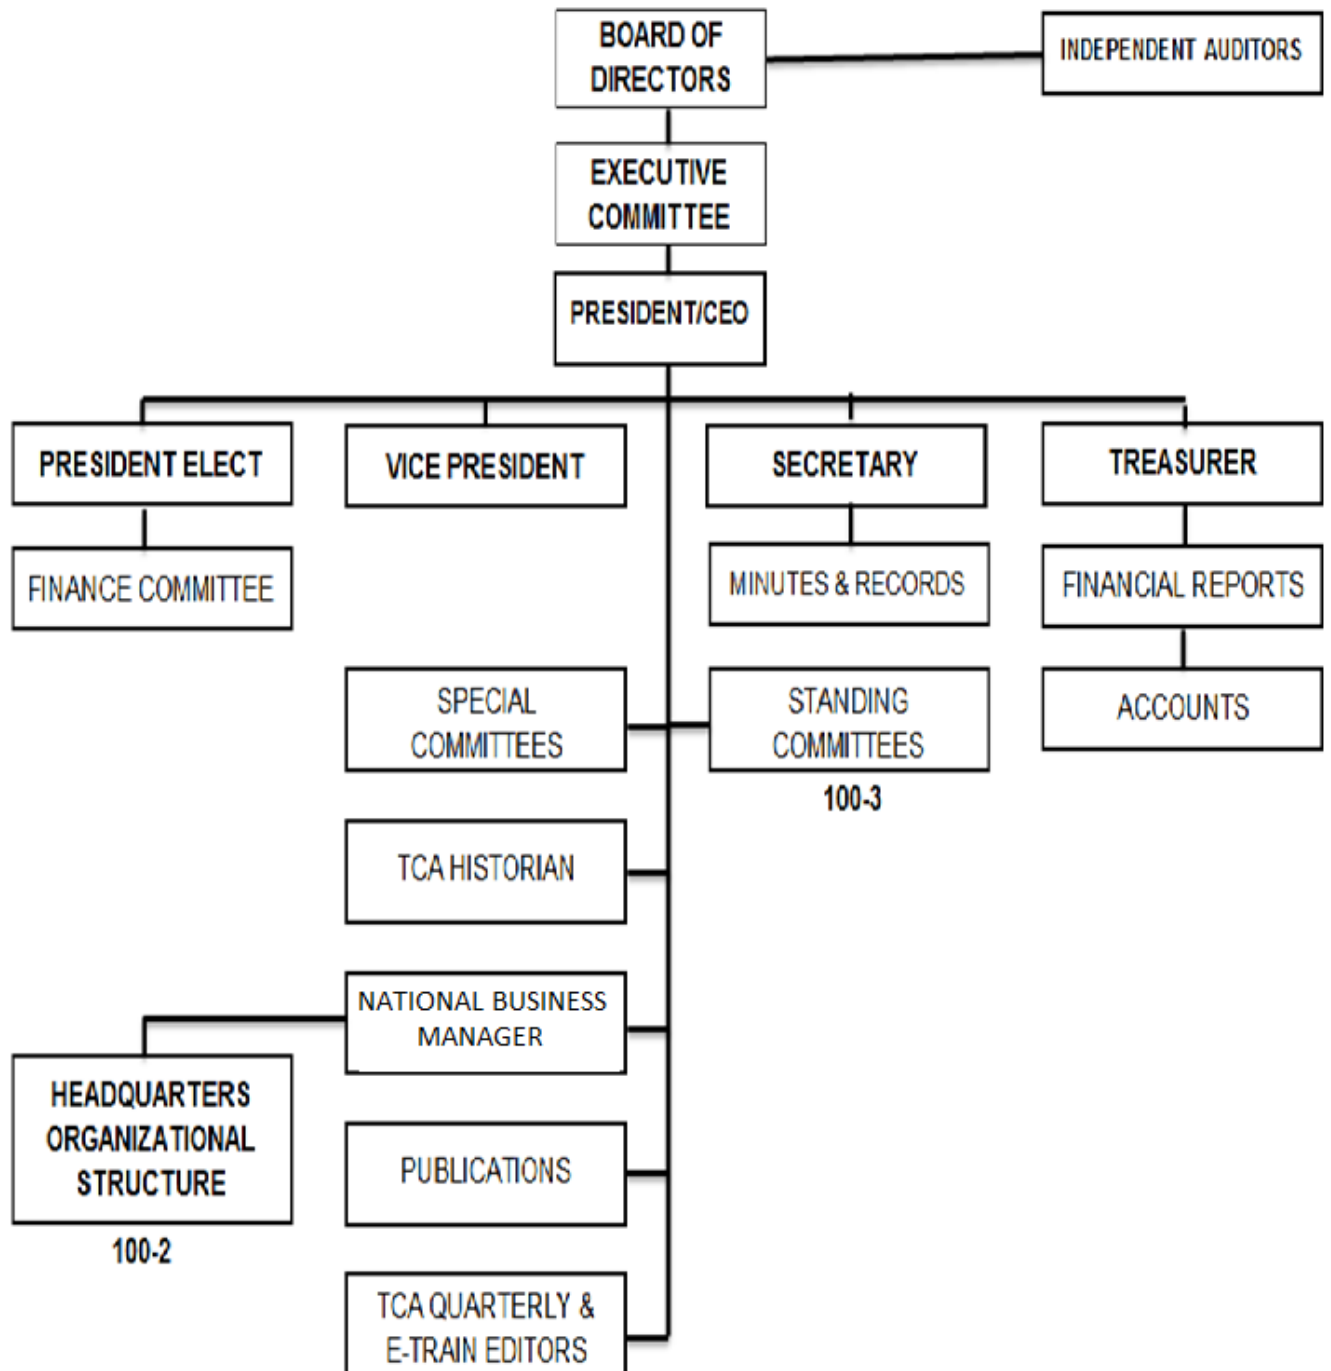 BOARD OF
DIRECTORS
INDEPENDENT AUDITORS
EXECUTIVE
COMMITTEE
PRESIDENT/CEO
PRESIDENT ELECT
VICE PRESIDENT
SECRETARY
TREASURER
FINANCE COMMITTEE
MINUTES & RECORDS
FINANCIAL REPORTS
SPECIAL
COMMITTEES
STANDING
COMMITTEES
100-3
ACCOUNTS
TCA HISTORIAN
NATIONAL BUSINESS
MANAGER
HEADQUARTERS
ORGANIZATIONAL
STRUCTURE
100-2
PUBLICATIONS
TCA QUARTERLY &
E-TRAIN EDITORS